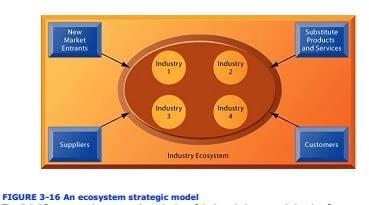 New
Market
Entrants
Substitute
Products
and Services
Industry
1
Industry
2
Industry
3
Industry
4
Suppliers
Customers
Industry Ecosystem
FIGURE 3-16 An ecosystem strategic model